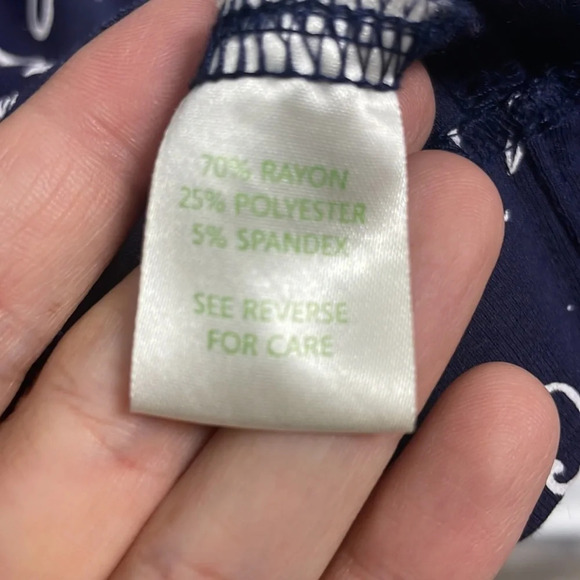 70% RAYON
25% POLYESTER
5% SPANDEX
SEE REVERSE
FOR CARE